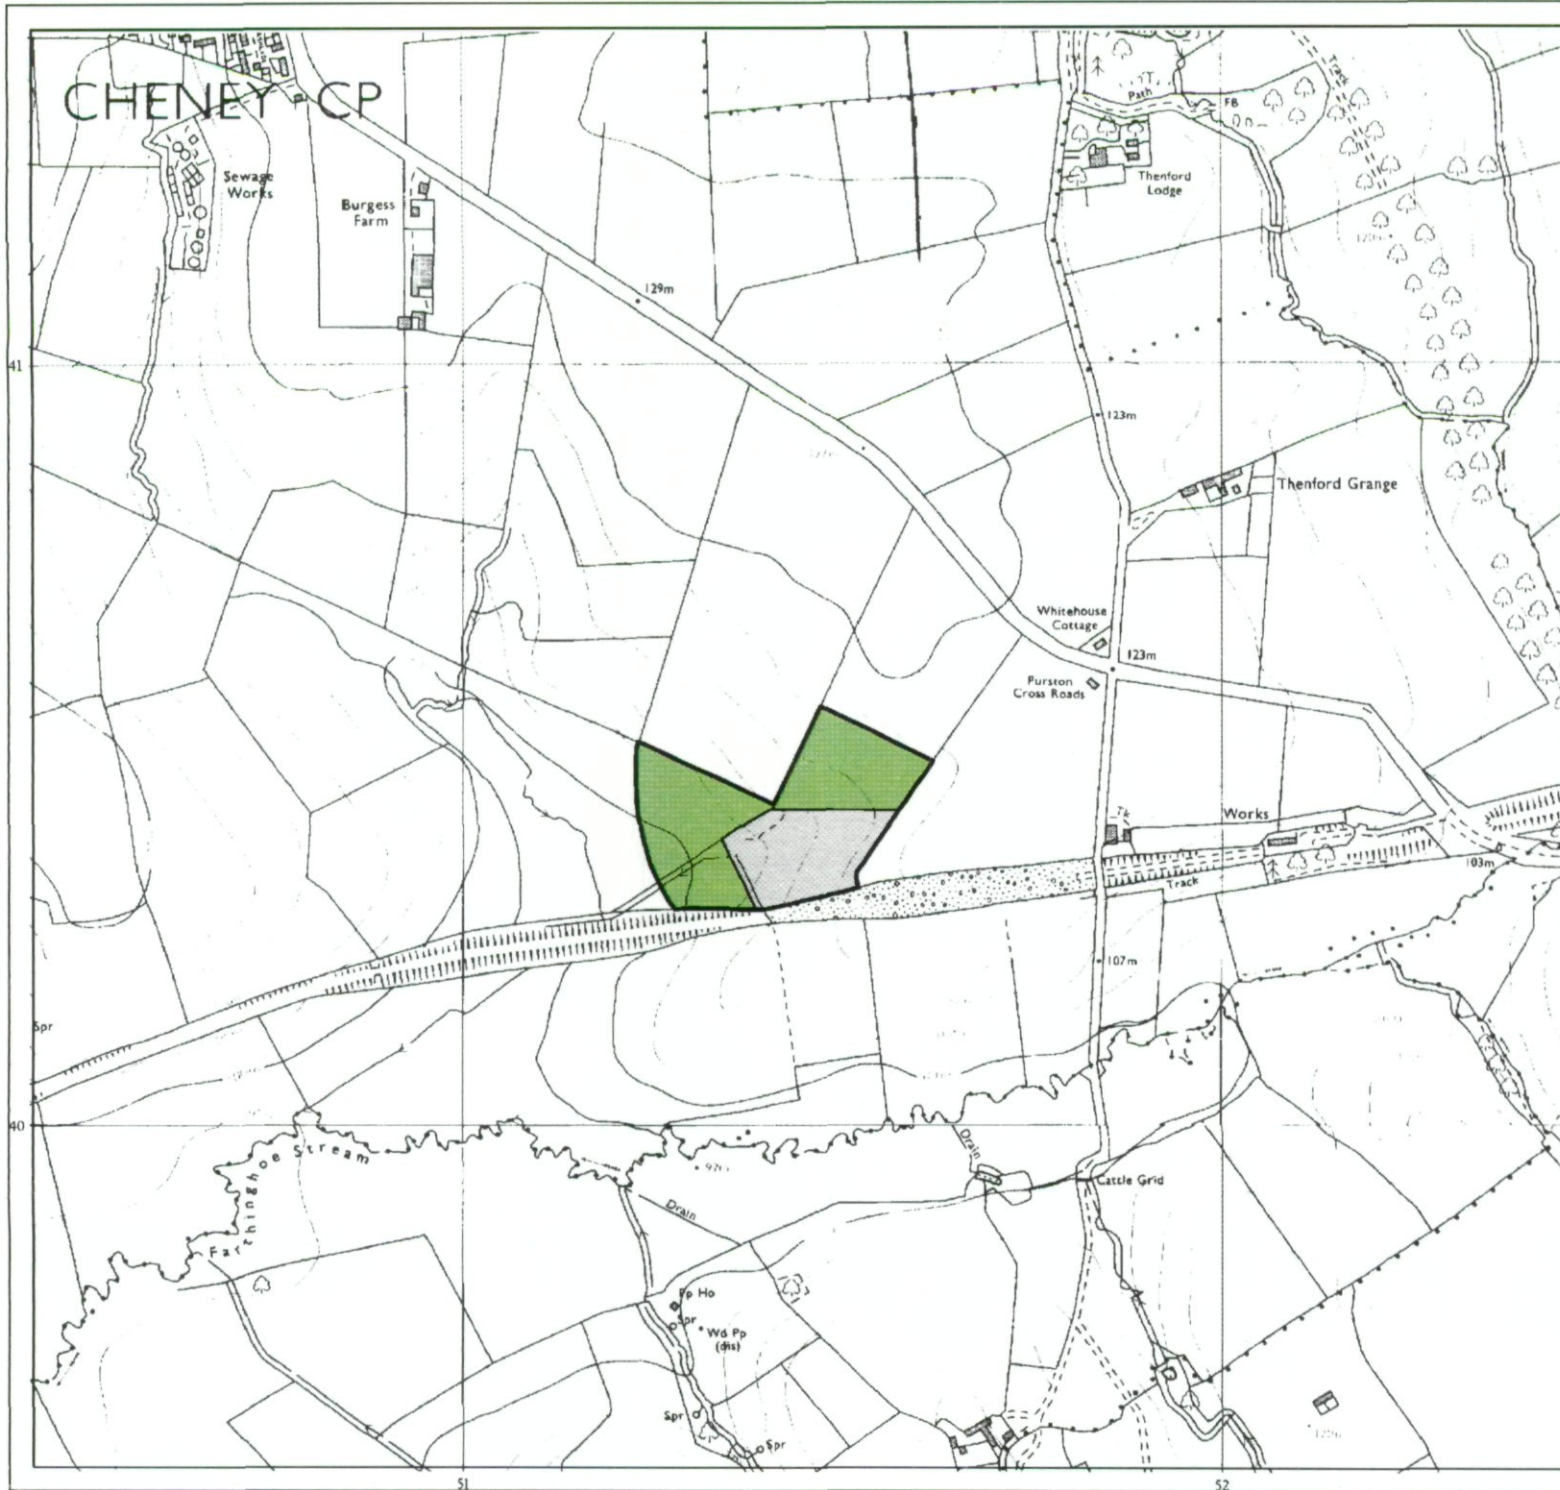 CHENEY CP
Track
Path
FB
Sewage
Works
Burgess
Farm
Thenford
Lodge
129m
41
123m
Thenford Grange
Whitehouse
Cottage
123m
Purston
Cross Roads
Tk
Works
103m
Track
107m
Spr
40
Farthinghoe Stream
Drain
Cattle Grid
Drain
Pp Ho
Spr
Wd Pp
(dis)
Spr
Spr
51
52